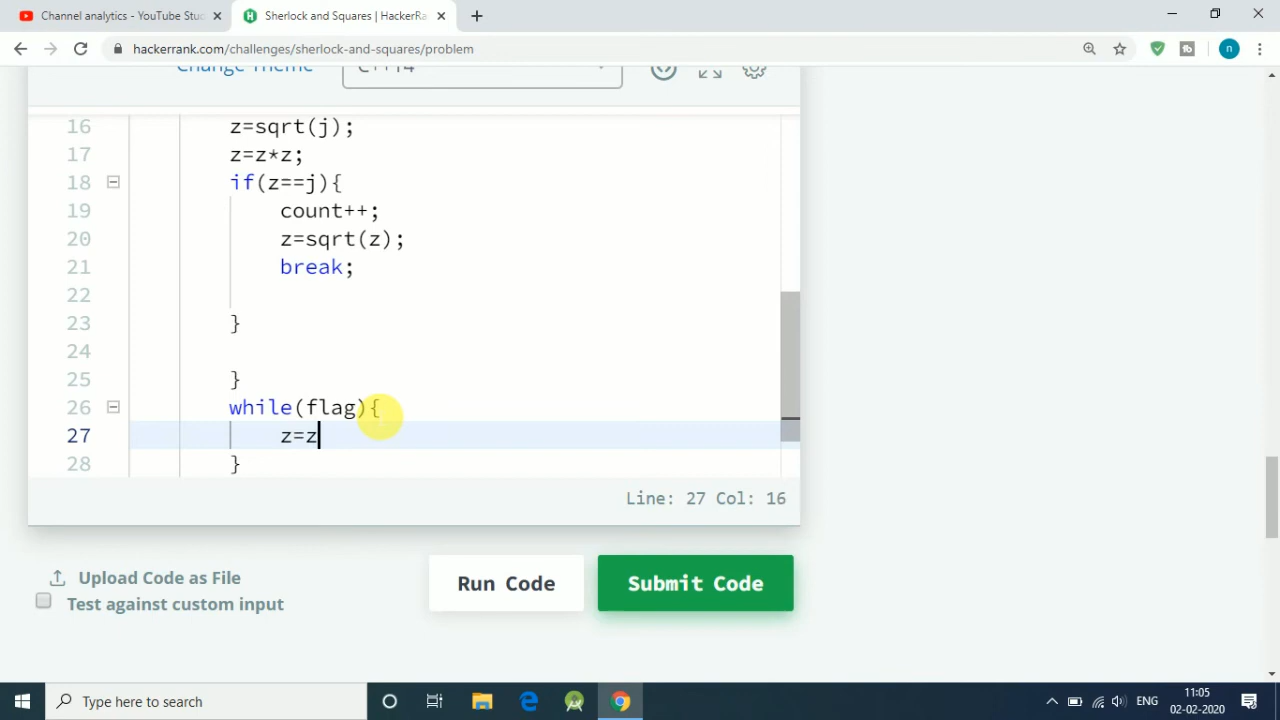 Channel analytics - YouTube Stu
Sherlock and Squares | HackerRa
hackerrank.com/challenges/sherlock-and-squares/problem
n
Change Theme
C++14
16 z=sqrt(j);
17 z=z*z;
18 if(z==j){
19 count++;
20 z=sqrt(z);
21 break;
22
23 }
24
25 }
26 while(flag){
27 z=z
28 }
Line: 27 Col: 16
Upload Code as File
Test against custom input
Run Code
Submit Code
Type here to search
ENG
11:05
02-02-2020